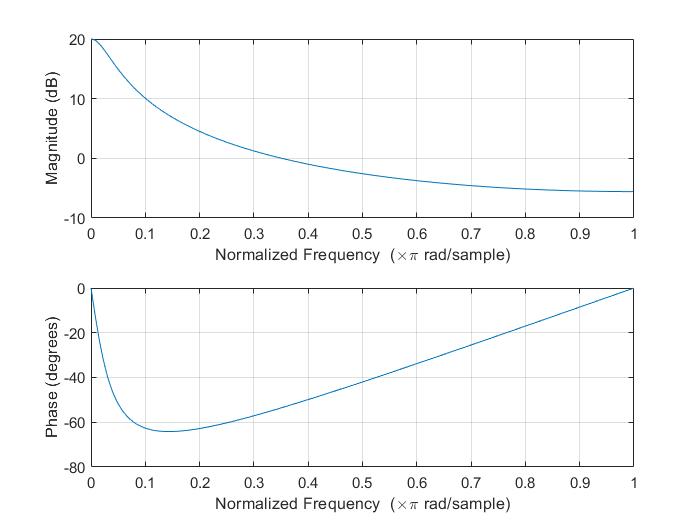 20
10
0
-10
Magnitude (dB)
0 0.1 0.2 0.3 0.4 0.5 0.6 0.7 0.8 0.9 1
Normalized Frequency (×π rad/sample)
0
-20
-40
-60
-80
Phase (degrees)
0 0.1 0.2 0.3 0.4 0.5 0.6 0.7 0.8 0.9 1
Normalized Frequency (×π rad/sample)